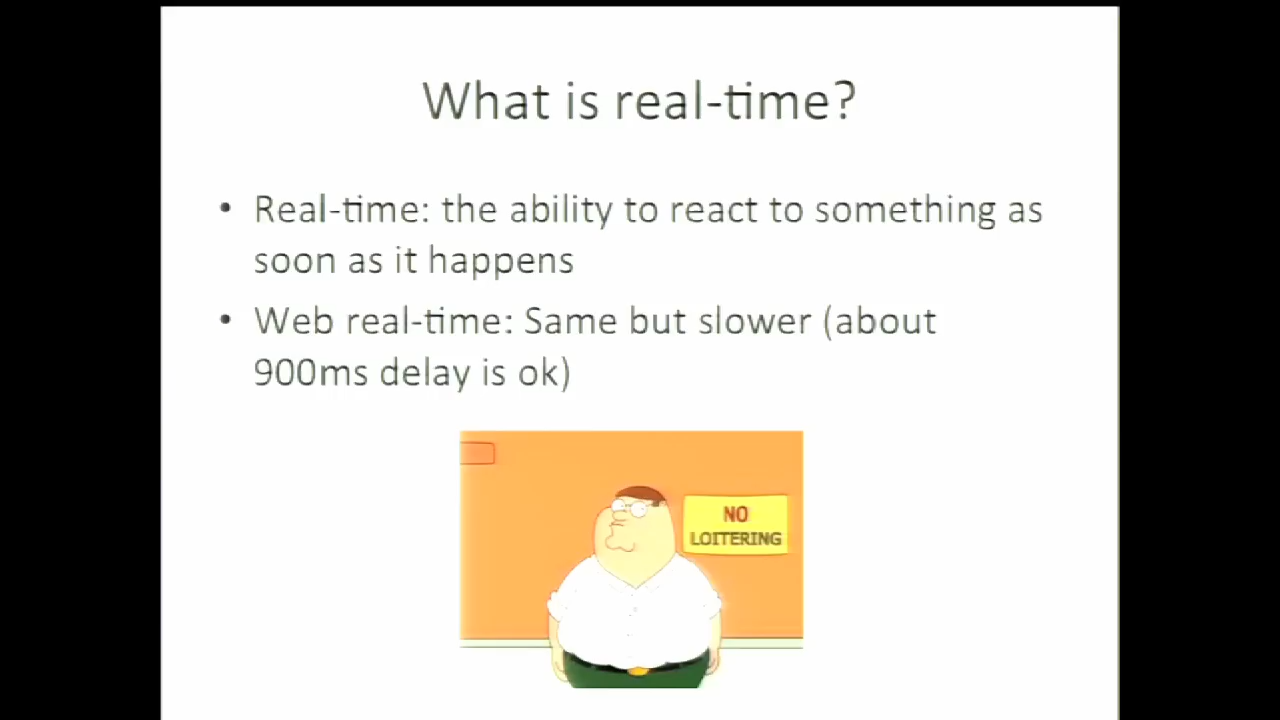 What is real-time?
• Real-time: the ability to react to something as
soon as it happens
• Web real-time: Same but slower (about
900ms delay is ok)
NO
LOITERING